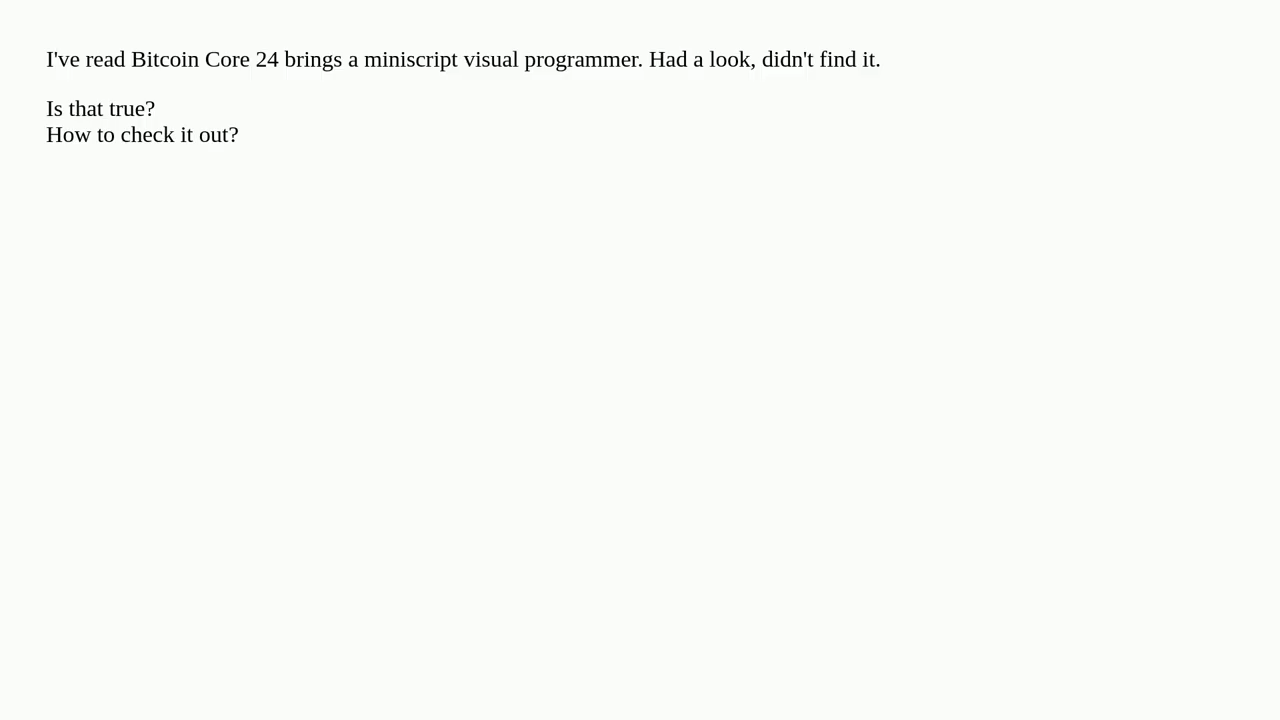 I've read Bitcoin Core 24 brings a miniscript visual programmer. Had a look, didn't find it.
Is that true?
How to check it out?